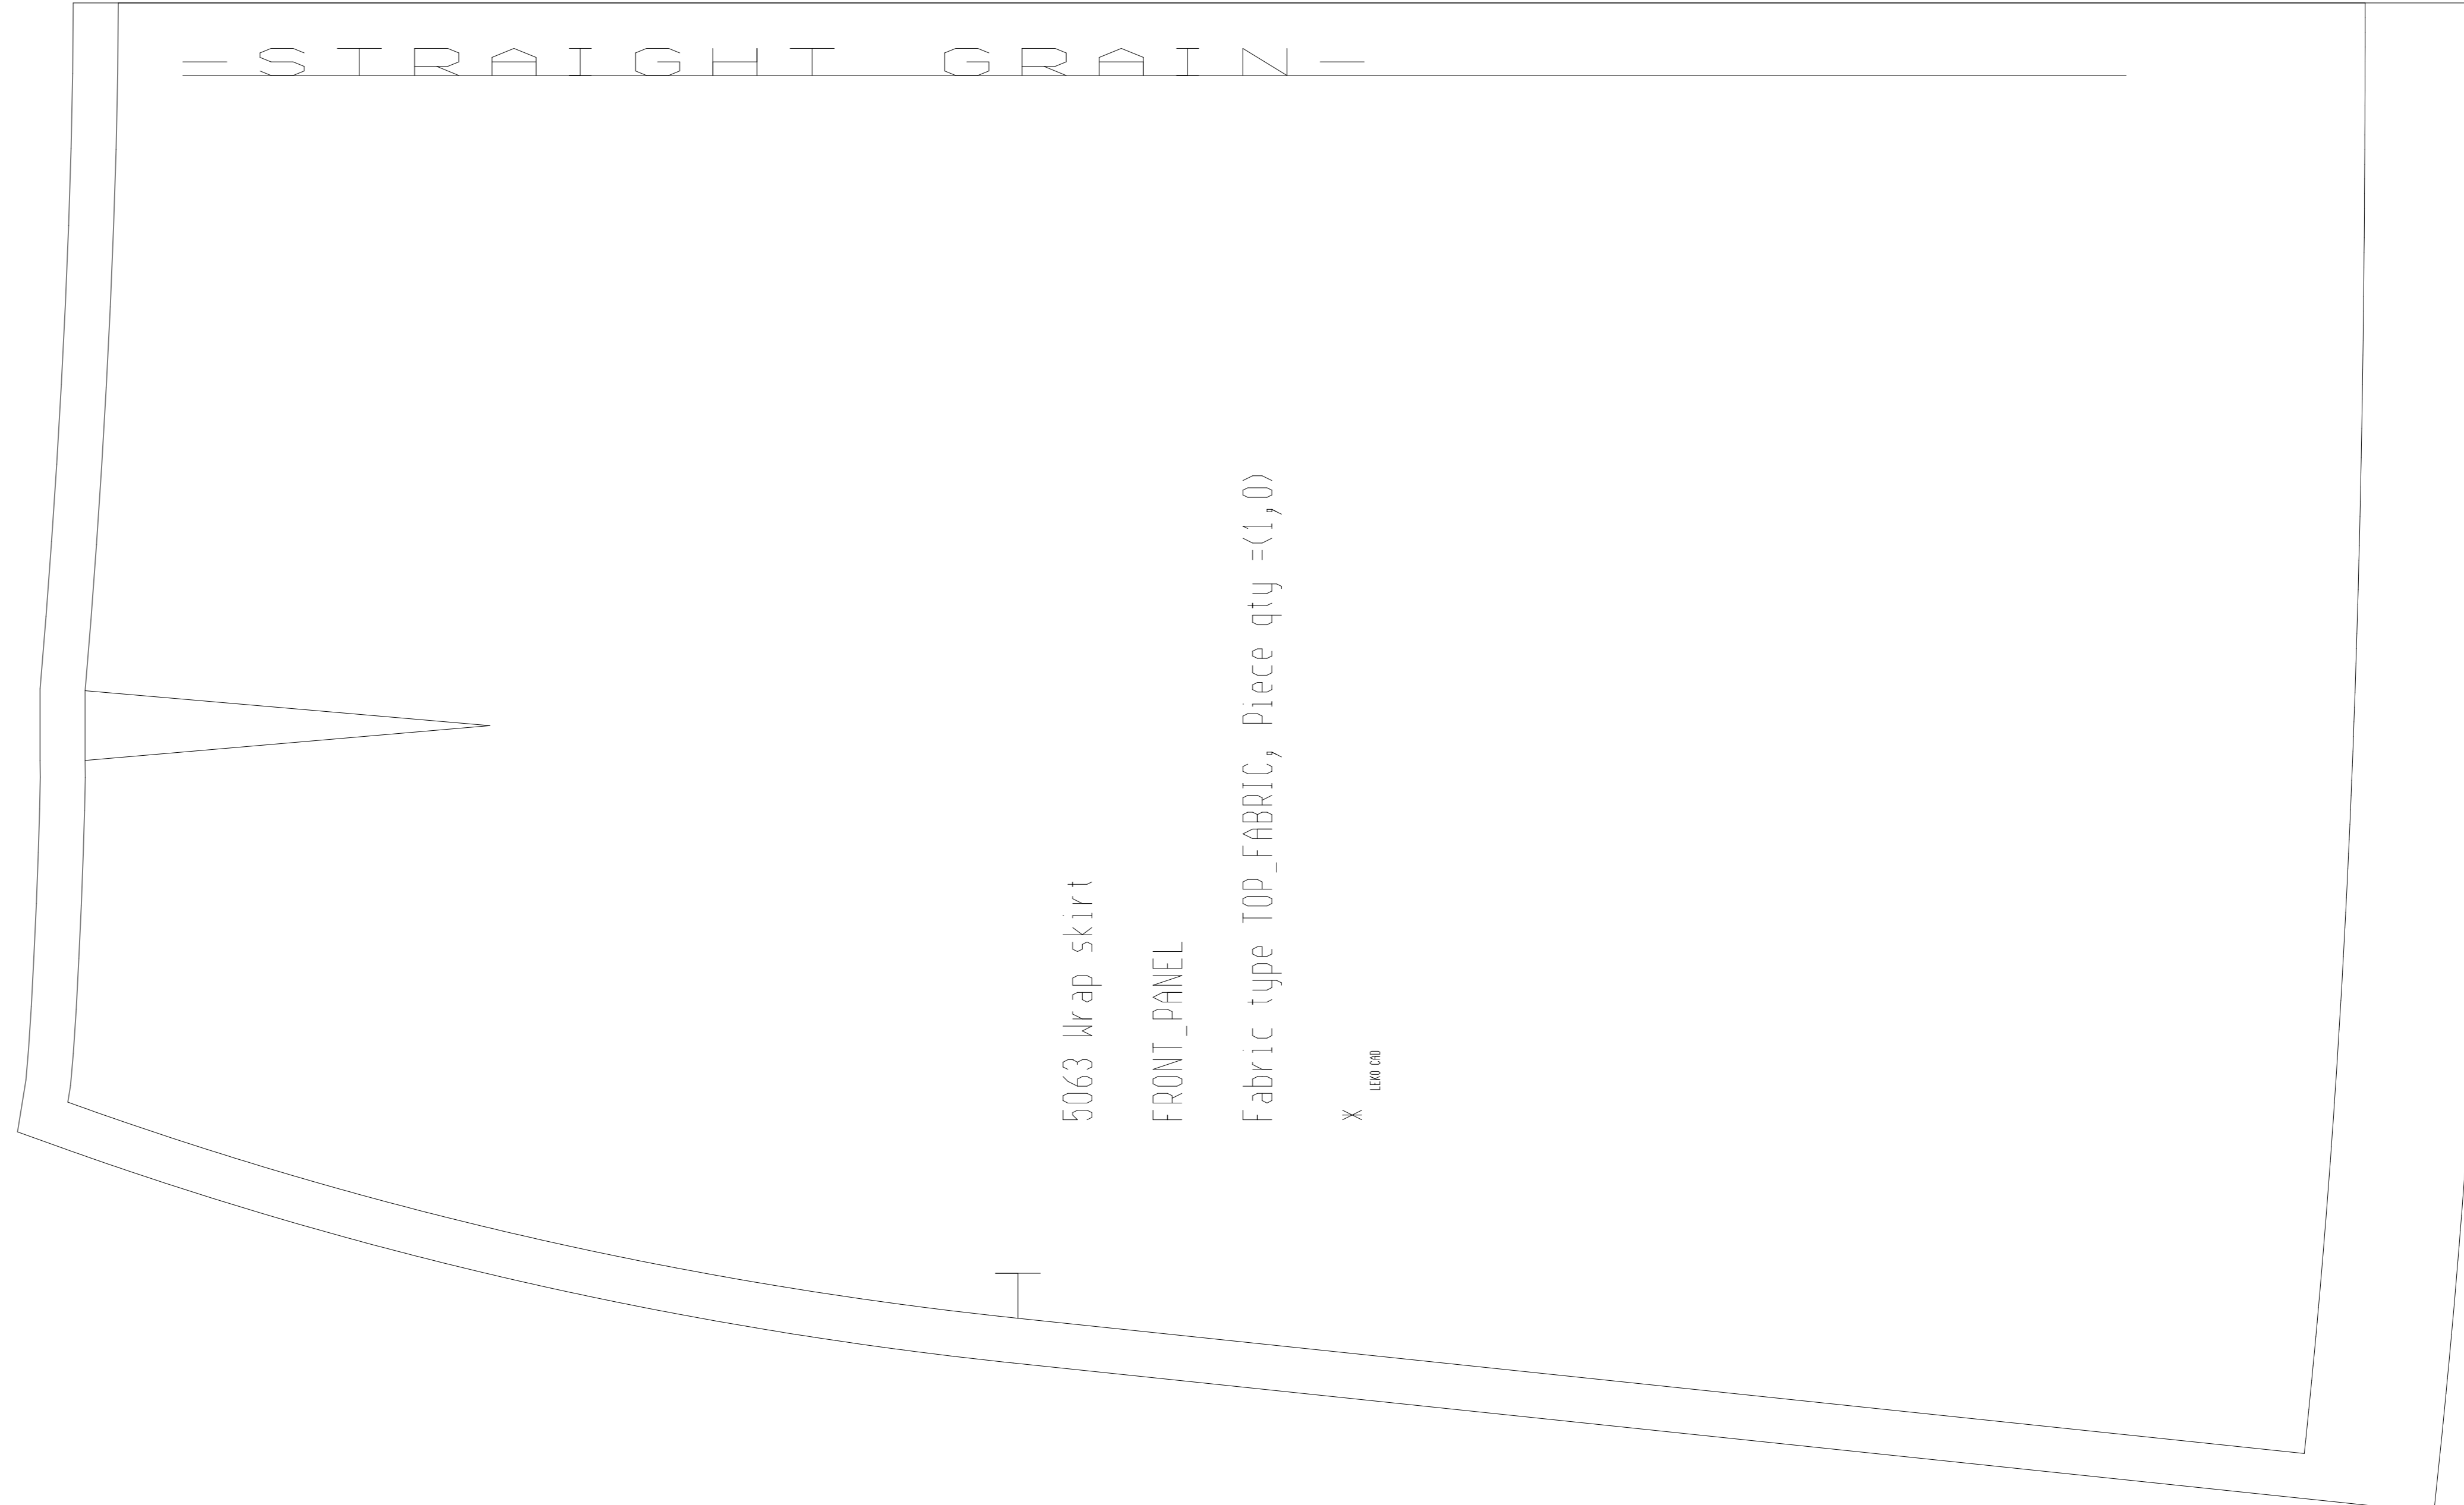 -STRAIGHT GRAIN-
5063 Wrap skirt
FRONT_PANEL
Fabric type TOP_FABRIC, Piece qty =(1,0)
*
LEKO CAD